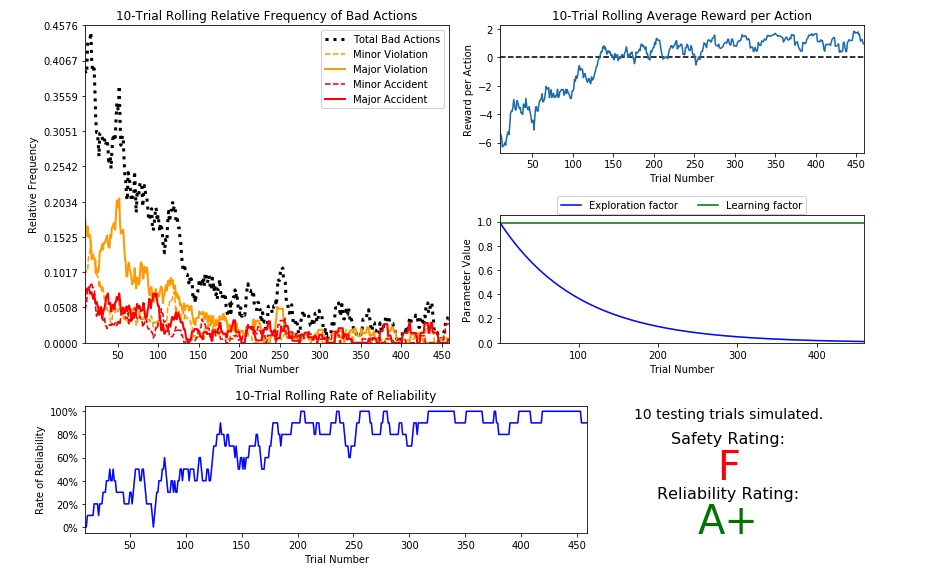 10-Trial Rolling Relative Frequency of Bad Actions
0.4576
0.4067
0.3559
0.3051
0.2542
0.2034
0.1525
0.1017
0.0508
0.0000
Relative Frequency
Total Bad Actions
Minor Violation
Major Violation
Minor Accident
Major Accident
50 100 150 200 250 300 350 400 450
Trial Number
10-Trial Rolling Average Reward per Action
2
0
−2
−4
−6
Reward per Action
50 100 150 200 250 300 350 400 450
Trial Number
Exploration factor Learning factor
1.0
0.8
0.6
0.4
0.2
0.0
Parameter Value
100 200 300 400
Trial Number
10-Trial Rolling Rate of Reliability
100%
80%
60%
40%
20%
0%
Rate of Reliability
50 100 150 200 250 300 350 400 450
Trial Number
10 testing trials simulated.
Safety Rating:
F
Reliability Rating:
A+